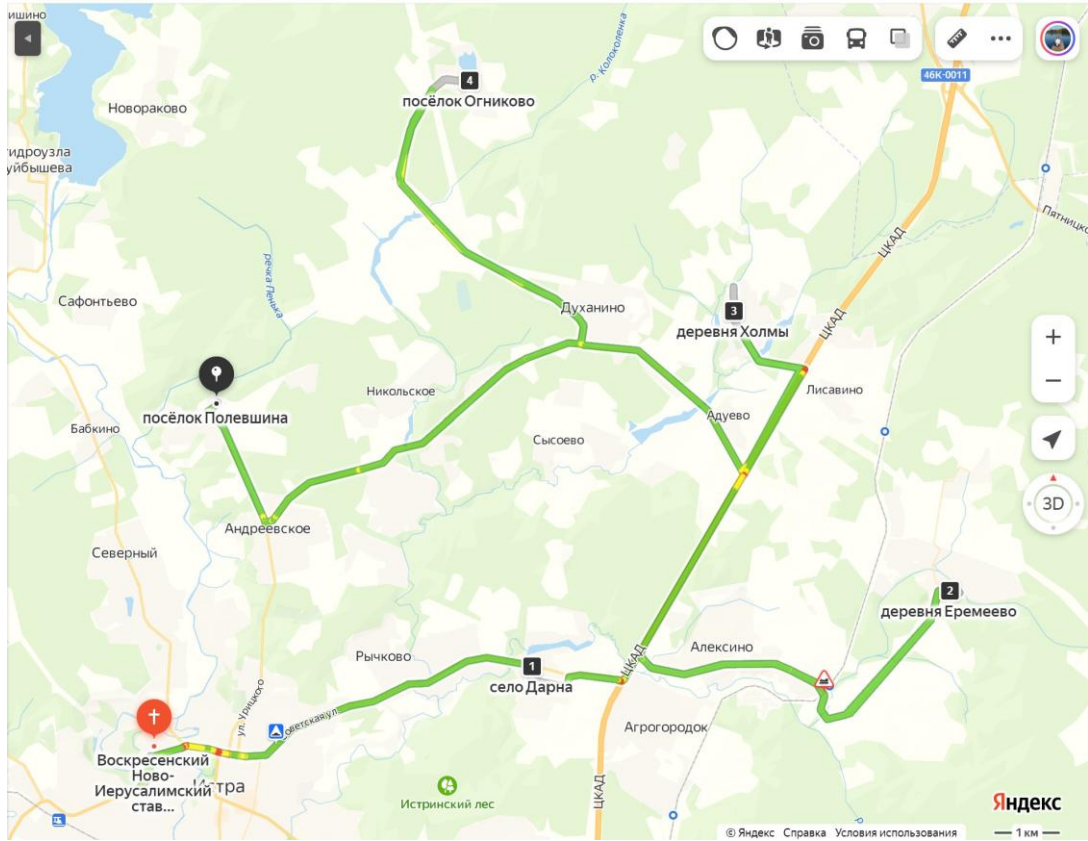 ишино
Новораково
4
посёлок Огниково
р. Колоколенка
46К-0011
гидроузла
уйбышева
Пятницко
речка Пенька
ЦКАД
Сафонтьево
Духанино
3
деревня Холмы
ЦКАД
Лисавино
Никольское
посёлок Полевшина
Бабкино
Адуево
Сысоево
3D
Андреевское
Северный
2
деревня Еремеево
Рычково
1
село Дарна
ЦКАД
Алексино
ул. Урицкого
Советская ул.
Агрогородок
Воскресенский
Ново-
Иерусалимский
став...
Истра
Истринский лес
ЦКАД
Яндекс
© Яндекс Справка Условия использования
1 км